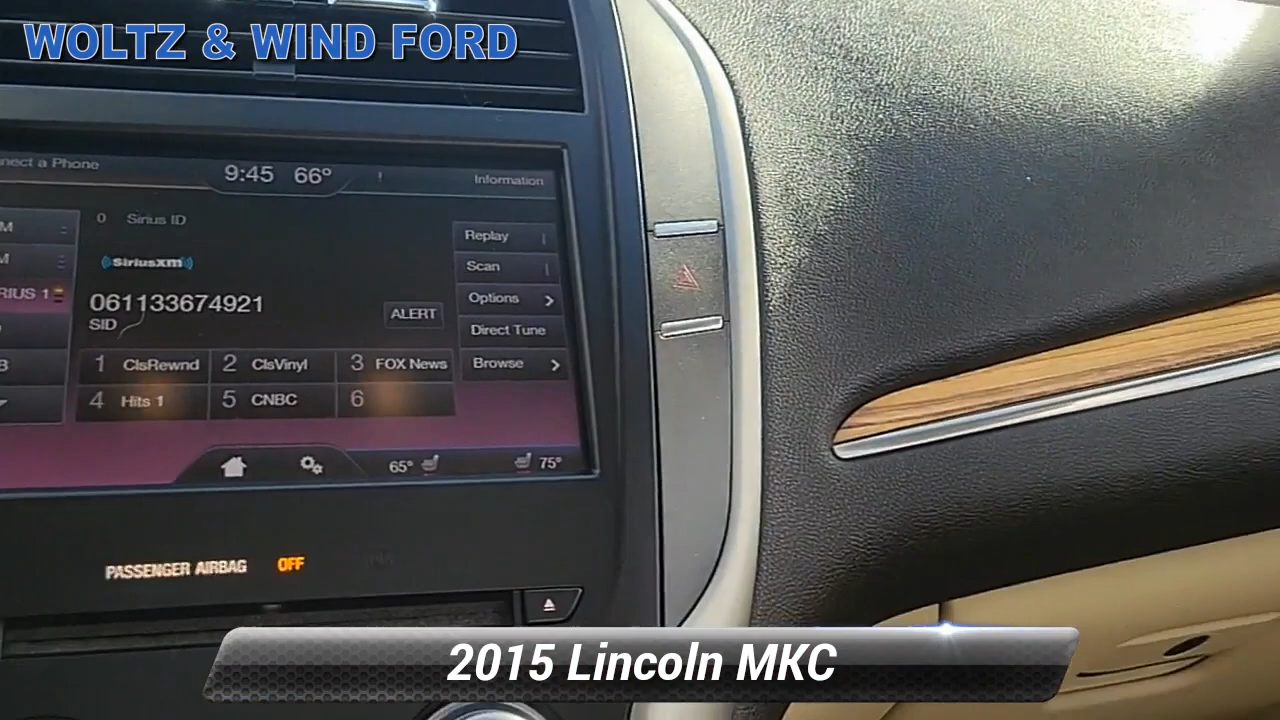 WOLTZ & WIND FORD
nect a Phone
9:45 66°
Information
M
0 Sirius ID
Replay
M
SiriusXM
Scan
RIUS 1
061133674921
Options
SID
ALERT
Direct Tune
B
1 ClsRewnd 2 ClsVinyl 3 FOX News
Browse
4 Hits 1 5 CNBC 6
65° 75°
PASSENGER AIRBAG OFF
2015 Lincoln MKC